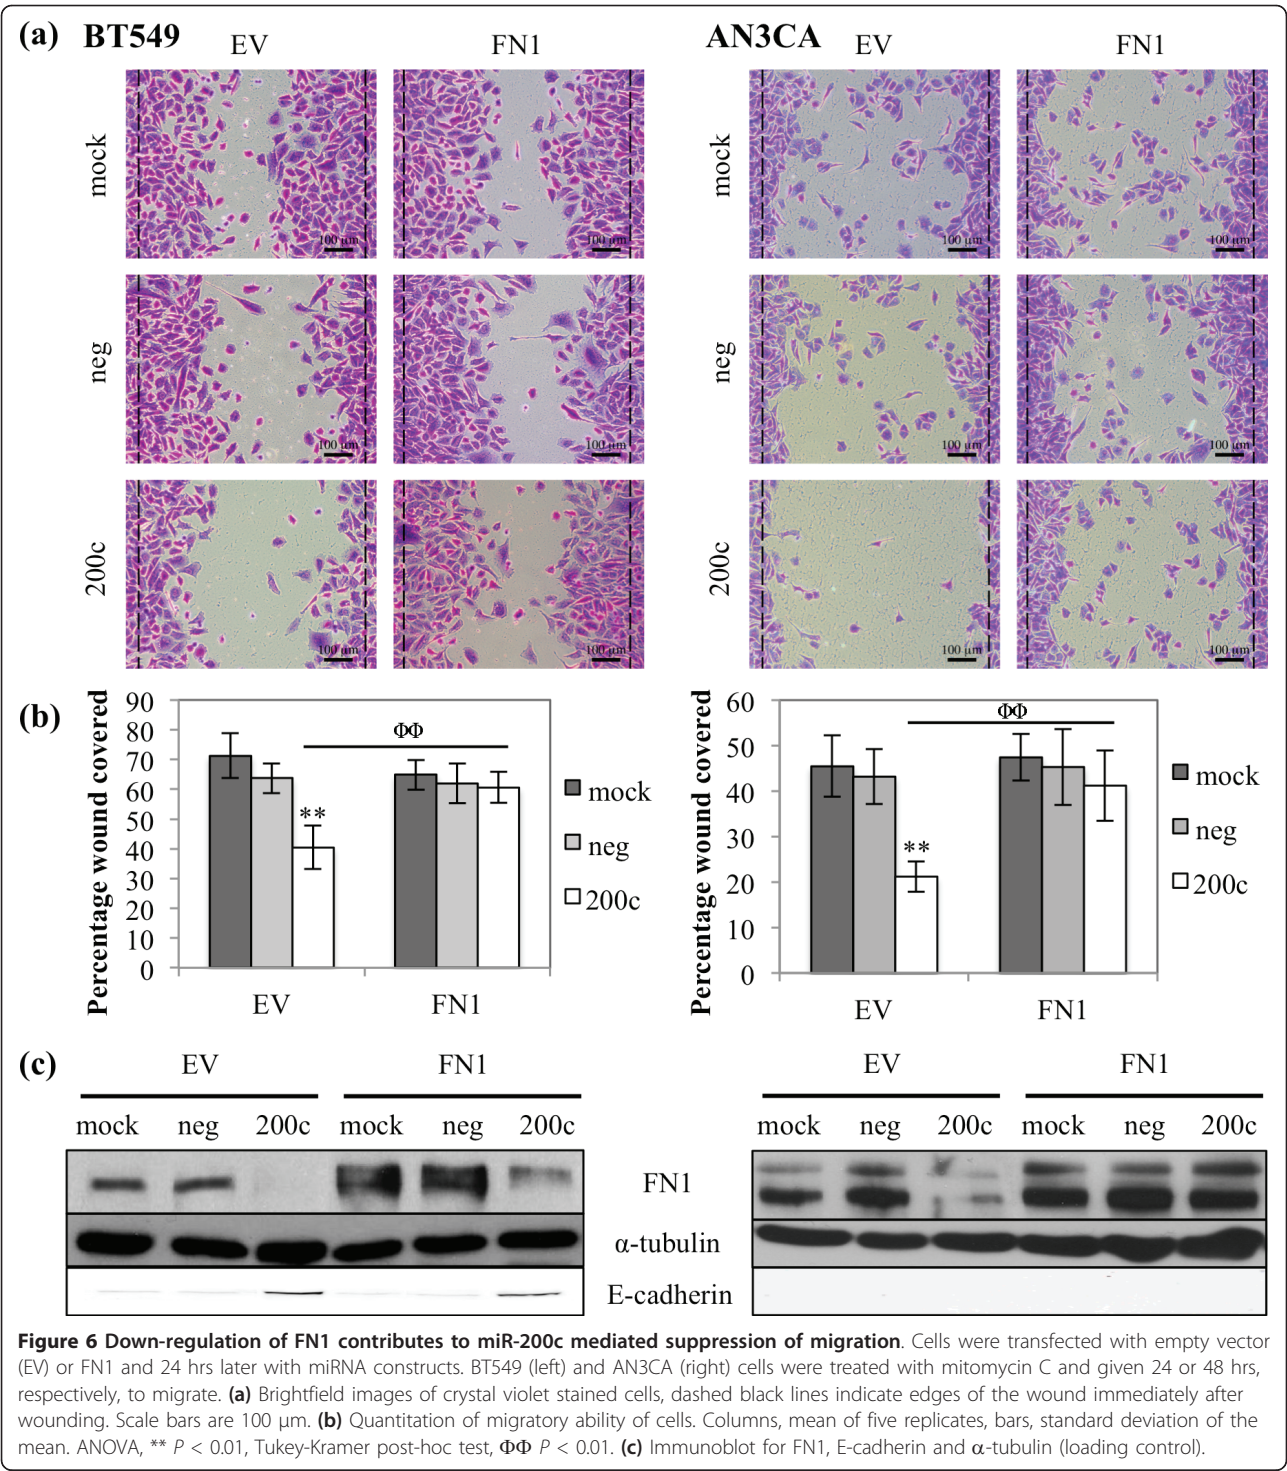 (a) BT549 EV FN1 AN3CA EV FN1
mock
100 µm 100 µm 100 µm 100 µm
neg neg
100 µm 100 µm 100 µm 100 µm
200c 200c
100 µm 100 µm 100 µm 100 µm
mock
(b)
Percentage wound covered
90
80
70
60
50
40
30
20
10
0
**
ΦΦ
mock
neg
200c
EV FN1
Percentage wound covered
60
50
40
30
20
10
0
**
ΦΦ
mock
neg
200c
EV FN1
(c) EV FN1 EV FN1
mock neg 200c mock neg 200c mock neg 200c mock neg 200c
FN1
α-tubulin
E-cadherin
Figure 6 Down-regulation of FN1 contributes to miR-200c mediated suppression of migration. Cells were transfected with empty vector
(EV) or FN1 and 24 hrs later with miRNA constructs. BT549 (left) and AN3CA (right) cells were treated with mitomycin C and given 24 or 48 hrs,
respectively, to migrate. (a) Brightfield images of crystal violet stained cells, dashed black lines indicate edges of the wound immediately after
wounding. Scale bars are 100 μm. (b) Quantitation of migratory ability of cells. Columns, mean of five replicates, bars, standard deviation of the
mean. ANOVA, ** P < 0.01, Tukey-Kramer post-hoc test, ΦΦ P < 0.01. (c) Immunoblot for FN1, E-cadherin and α-tubulin (loading control).